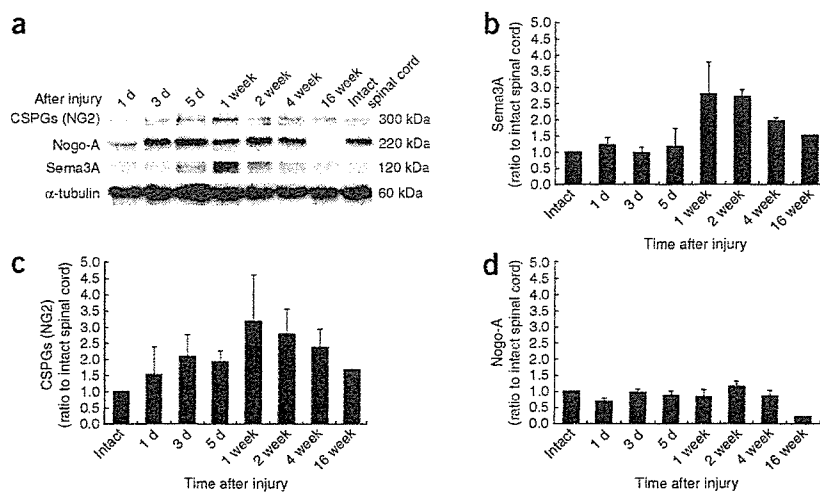 a
After injury
1 d 3 d 5 d 1 week 2 week 4 week 16 week Intact spinal cord
CSPGs (NG2) 300 kDa
Nogo-A 220 kDa
Sema3A 120 kDa
α-tubulin 60 kDa
b
Sema3A
(ratio to intact spinal cord)
5.0
4.5
4.0
3.5
3.0
2.5
2.0
1.5
1.0
0.5
0.0
Intact 1 d 3 d 5 d 1 week 2 week 4 week 16 week
Time after injury
c
CSPGs (NG2)
(ratio to intact spinal cord)
5.0
4.5
4.0
3.5
3.0
2.5
2.0
1.5
1.0
0.5
0.0
Intact 1 d 3 d 5 d 1 week 2 week 4 week 16 week
Time after injury
d
Nogo-A
(ratio to intact spinal cord)
5.0
4.5
4.0
3.5
3.0
2.5
2.0
1.5
1.0
0.5
0.0
Intact 1 d 3 d 5 d 1 week 2 week 4 week 16 week
Time after injury